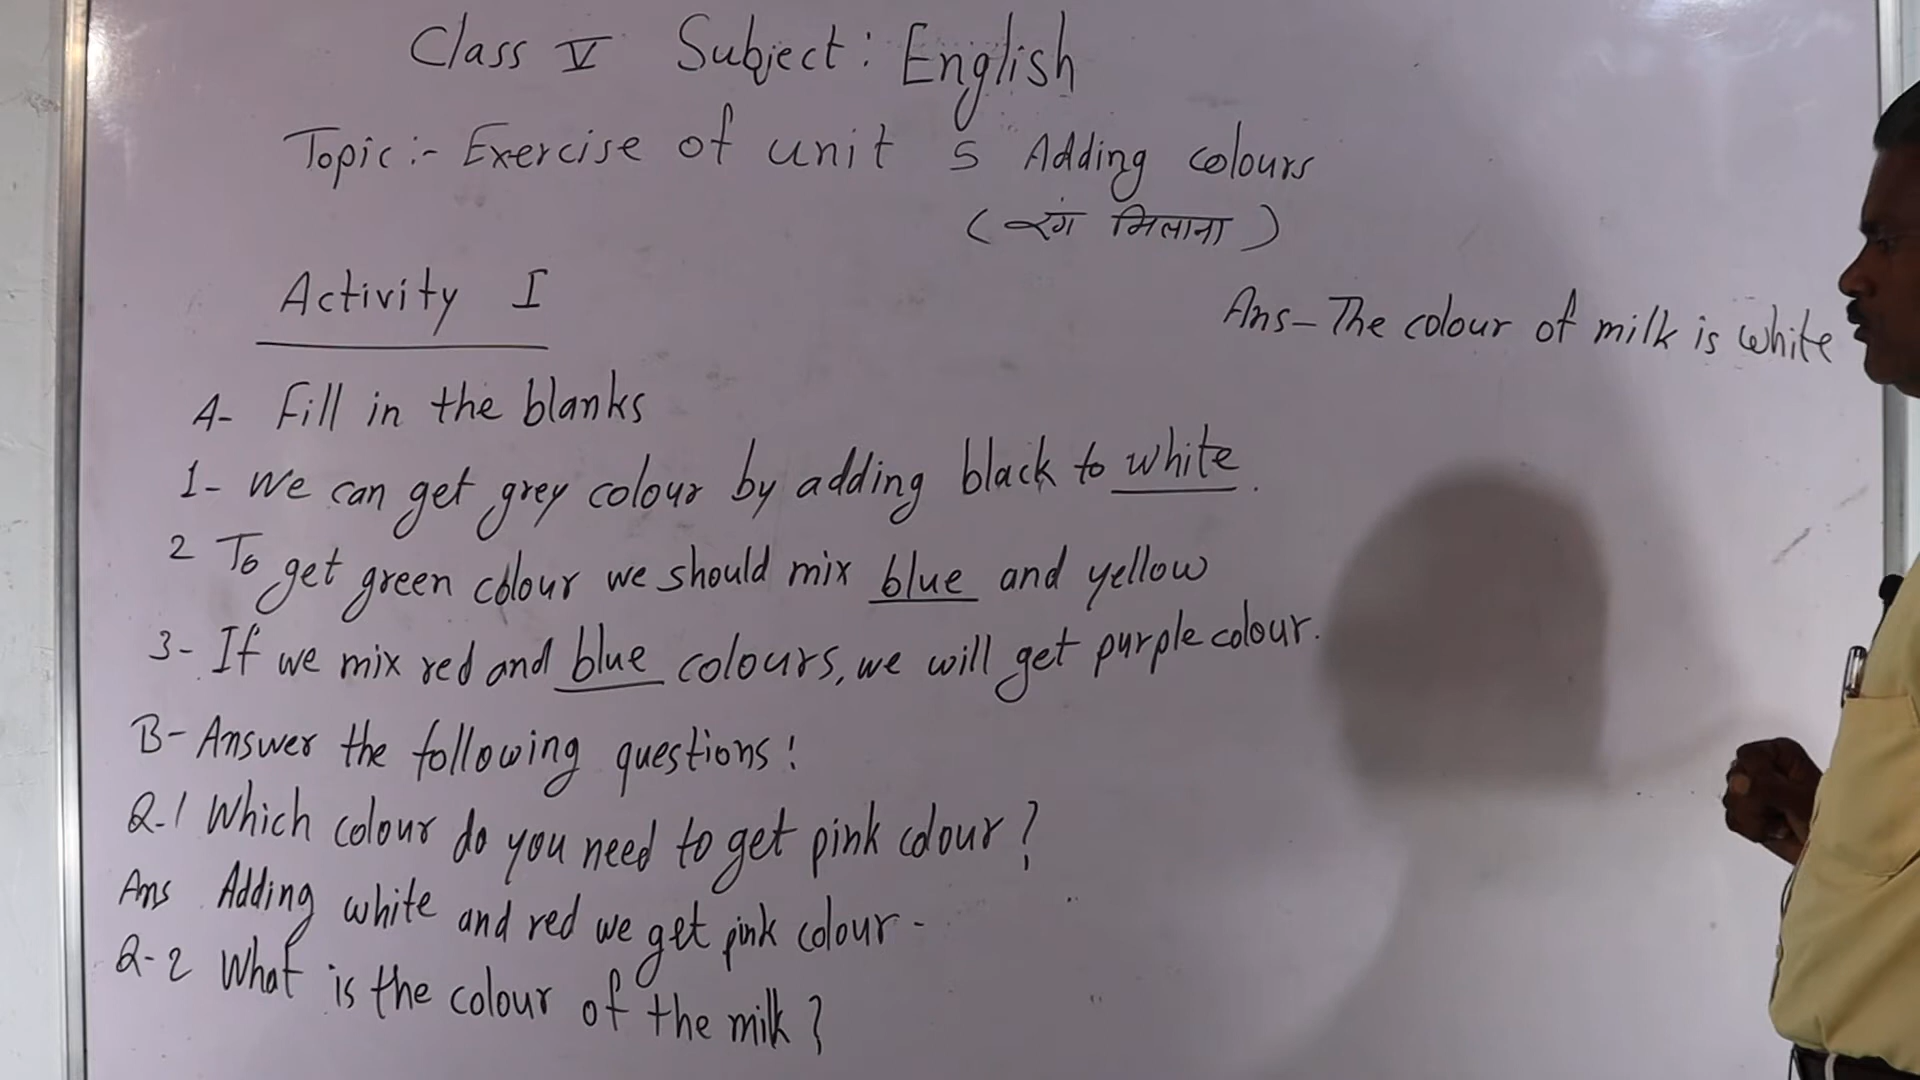 Class V Subject: English
Topic:- Exercise of unit 5 Adding colours
(रंग मिलाना)
Activity I
A- Fill in the blanks
1- We can get grey colour by adding black to white.
2 To get green colour we should mix blue and yellow
3- If we mix red and blue colours, we will get purple colour.
B- Answer the following questions!
Q.1 Which colour do you need to get pink colour?
Ans Adding white and red we get pink colour-
Q-2 What is the colour of the milk?
Ans- The colour of milk is white